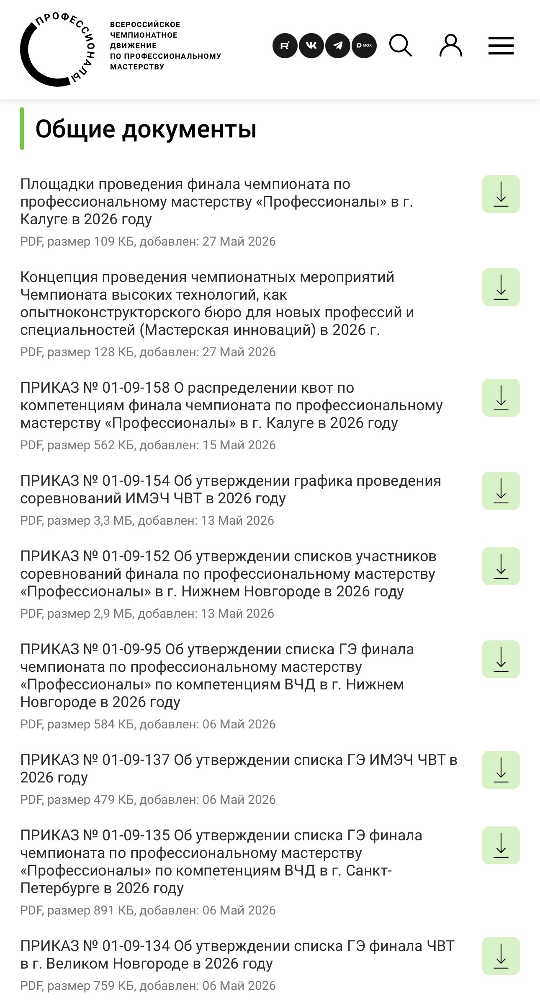 ПРОФЕССИОНАЛЫ
ВСЕРОССИЙСКОЕ
ЧЕМПИОНАТНОЕ
ДВИЖЕНИЕ
ПО ПРОФЕССИОНАЛЬНОМУ
МАСТЕРСТВУ
R
VK
max
Общие документы
Площадки проведения финала чемпионата по
профессиональному мастерству «Профессионалы» в г.
Калуге в 2026 году
PDF, размер 109 КБ, добавлен: 27 Май 2026
Концепция проведения чемпионатных мероприятий
Чемпионата высоких технологий, как
опытноконструкторского бюро для новых профессий и
специальностей (Мастерская инноваций) в 2026 г.
PDF, размер 128 КБ, добавлен: 27 Май 2026
ПРИКАЗ № 01-09-158 О распределении квот по
компетенциям финала чемпионата по профессиональному
мастерству «Профессионалы» в г. Калуге в 2026 году
PDF, размер 562 КБ, добавлен: 15 Май 2026
ПРИКАЗ № 01-09-154 Об утверждении графика проведения
соревнований ИМЭЧ ЧВТ в 2026 году
PDF, размер 3,3 МБ, добавлен: 13 Май 2026
ПРИКАЗ № 01-09-152 Об утверждении списков участников
соревнований финала по профессиональному мастерству
«Профессионалы» в г. Нижнем Новгороде в 2026 году
PDF, размер 2,9 МБ, добавлен: 13 Май 2026
ПРИКАЗ № 01-09-95 Об утверждении списка ГЭ финала
чемпионата по профессиональному мастерству
«Профессионалы» по компетенциям ВЧД в г. Нижнем
Новгороде в 2026 году
PDF, размер 584 КБ, добавлен: 06 Май 2026
ПРИКАЗ № 01-09-137 Об утверждении списка ГЭ ИМЭЧ ЧВТ в
2026 году
PDF, размер 479 КБ, добавлен: 06 Май 2026
ПРИКАЗ № 01-09-135 Об утверждении списка ГЭ финала
чемпионата по профессиональному мастерству
«Профессионалы» по компетенциям ВЧД в г. Санкт-
Петербурге в 2026 году
PDF, размер 891 КБ, добавлен: 06 Май 2026
ПРИКАЗ № 01-09-134 Об утверждении списка ГЭ финала ЧВТ
в г. Великом Новгороде в 2026 году
PDF, размер 759 КБ, добавлен: 06 Май 2026